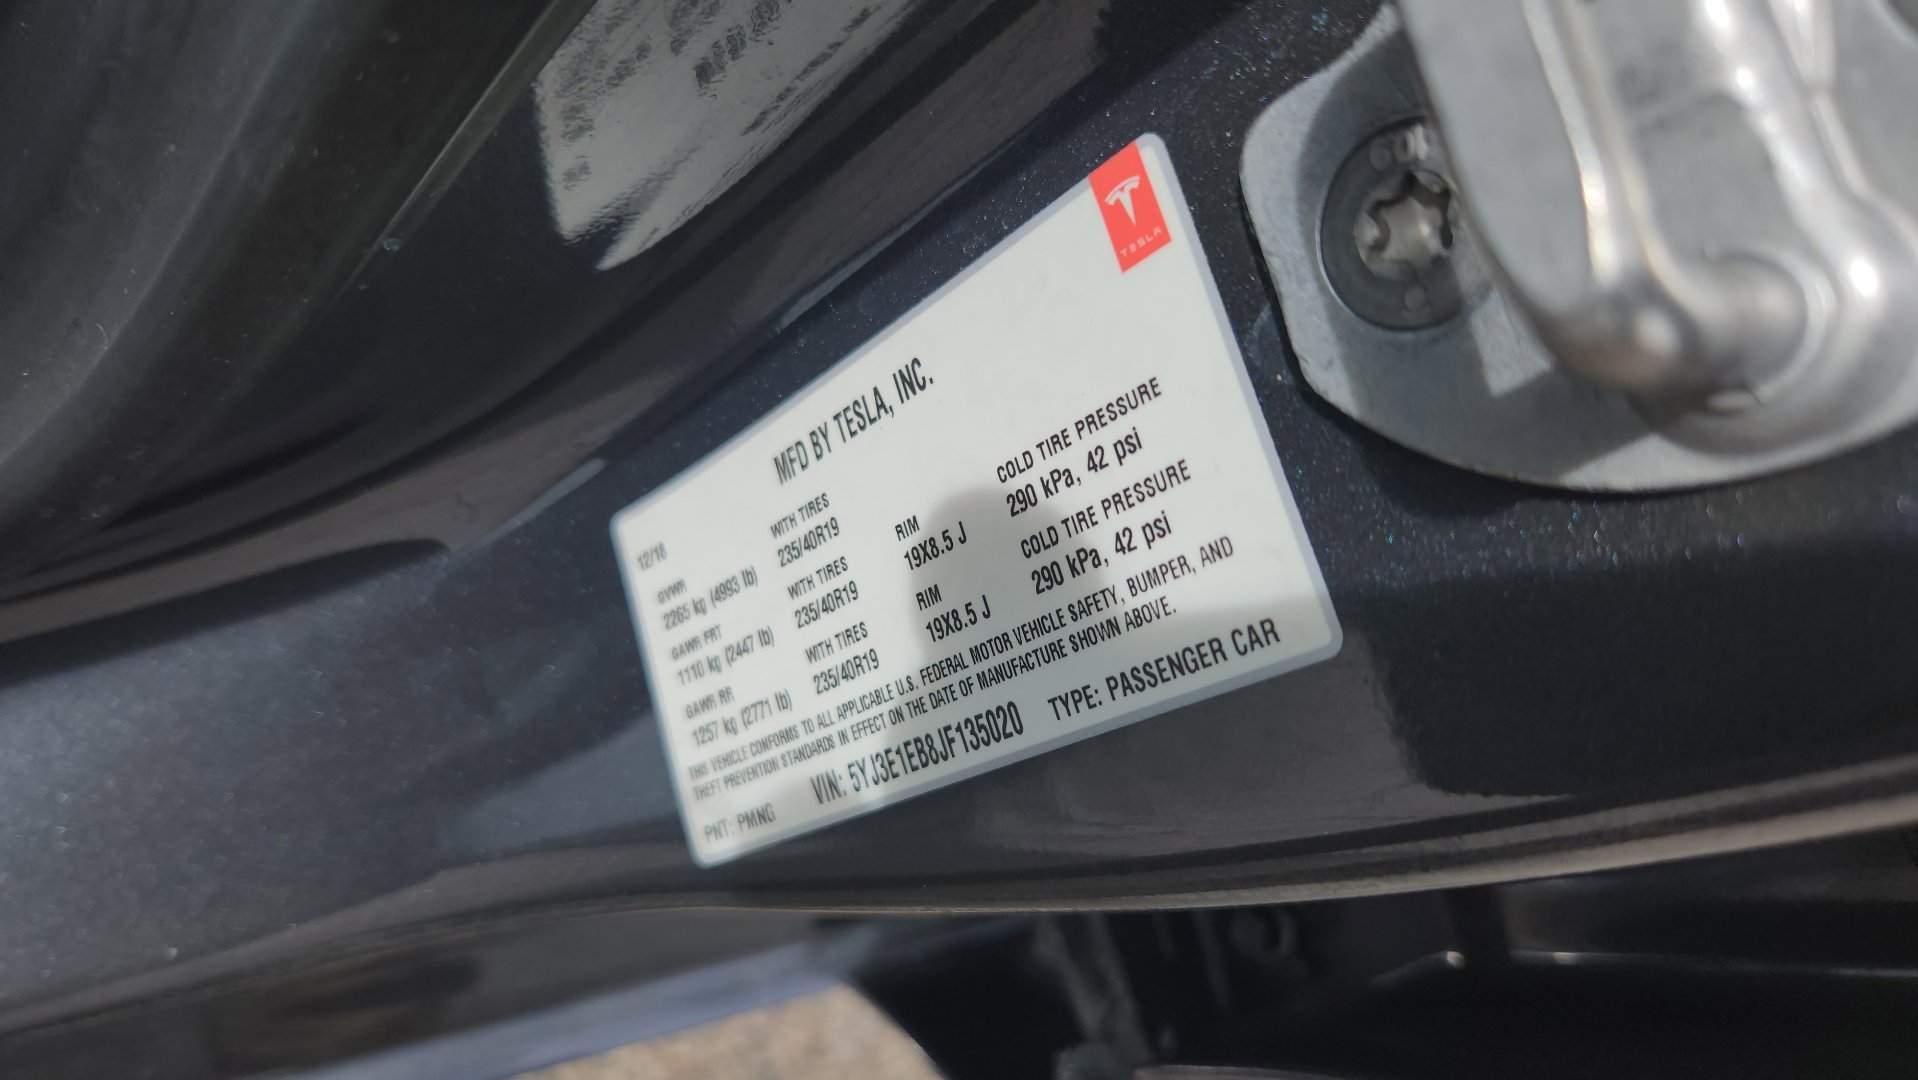 TESLA
MFD BY TESLA, INC.
12/18
GVWR
2265 kg (4993 lb)
WITH TIRES
235/40R19
RIM
19X8.5 J
COLD TIRE PRESSURE
290 kPa, 42 psi
GAWR FRT
1110 kg (2447 lb)
WITH TIRES
235/40R19
RIM
19X8.5 J
COLD TIRE PRESSURE
290 kPa, 42 psi
GAWR RR
1257 kg (2771 lb)
WITH TIRES
235/40R19
THIS VEHICLE CONFORMS TO ALL APPLICABLE U.S. FEDERAL MOTOR VEHICLE SAFETY, BUMPER, AND
THEFT PREVENTION STANDARDS IN EFFECT ON THE DATE OF MANUFACTURE SHOWN ABOVE.
PNT: PMNG
VIN: 5YJ3E1EB8JF135020
TYPE: PASSENGER CAR